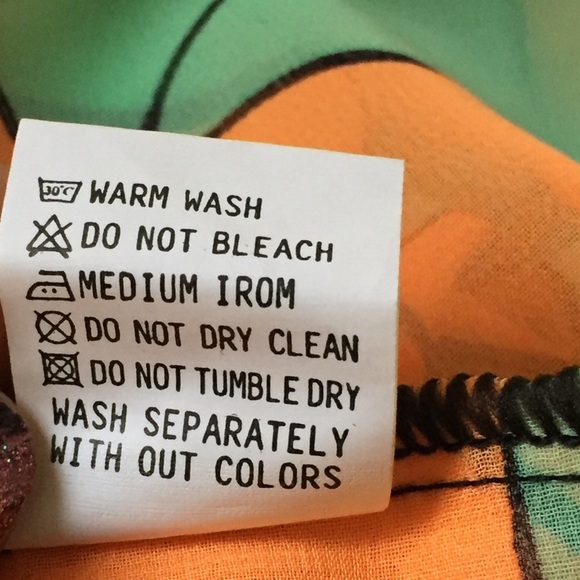 30°C WARM WASH
DO NOT BLEACH
MEDIUM IROM
DO NOT DRY CLEAN
DO NOT TUMBLE DRY
WASH SEPARATELY
WITH OUT COLORS